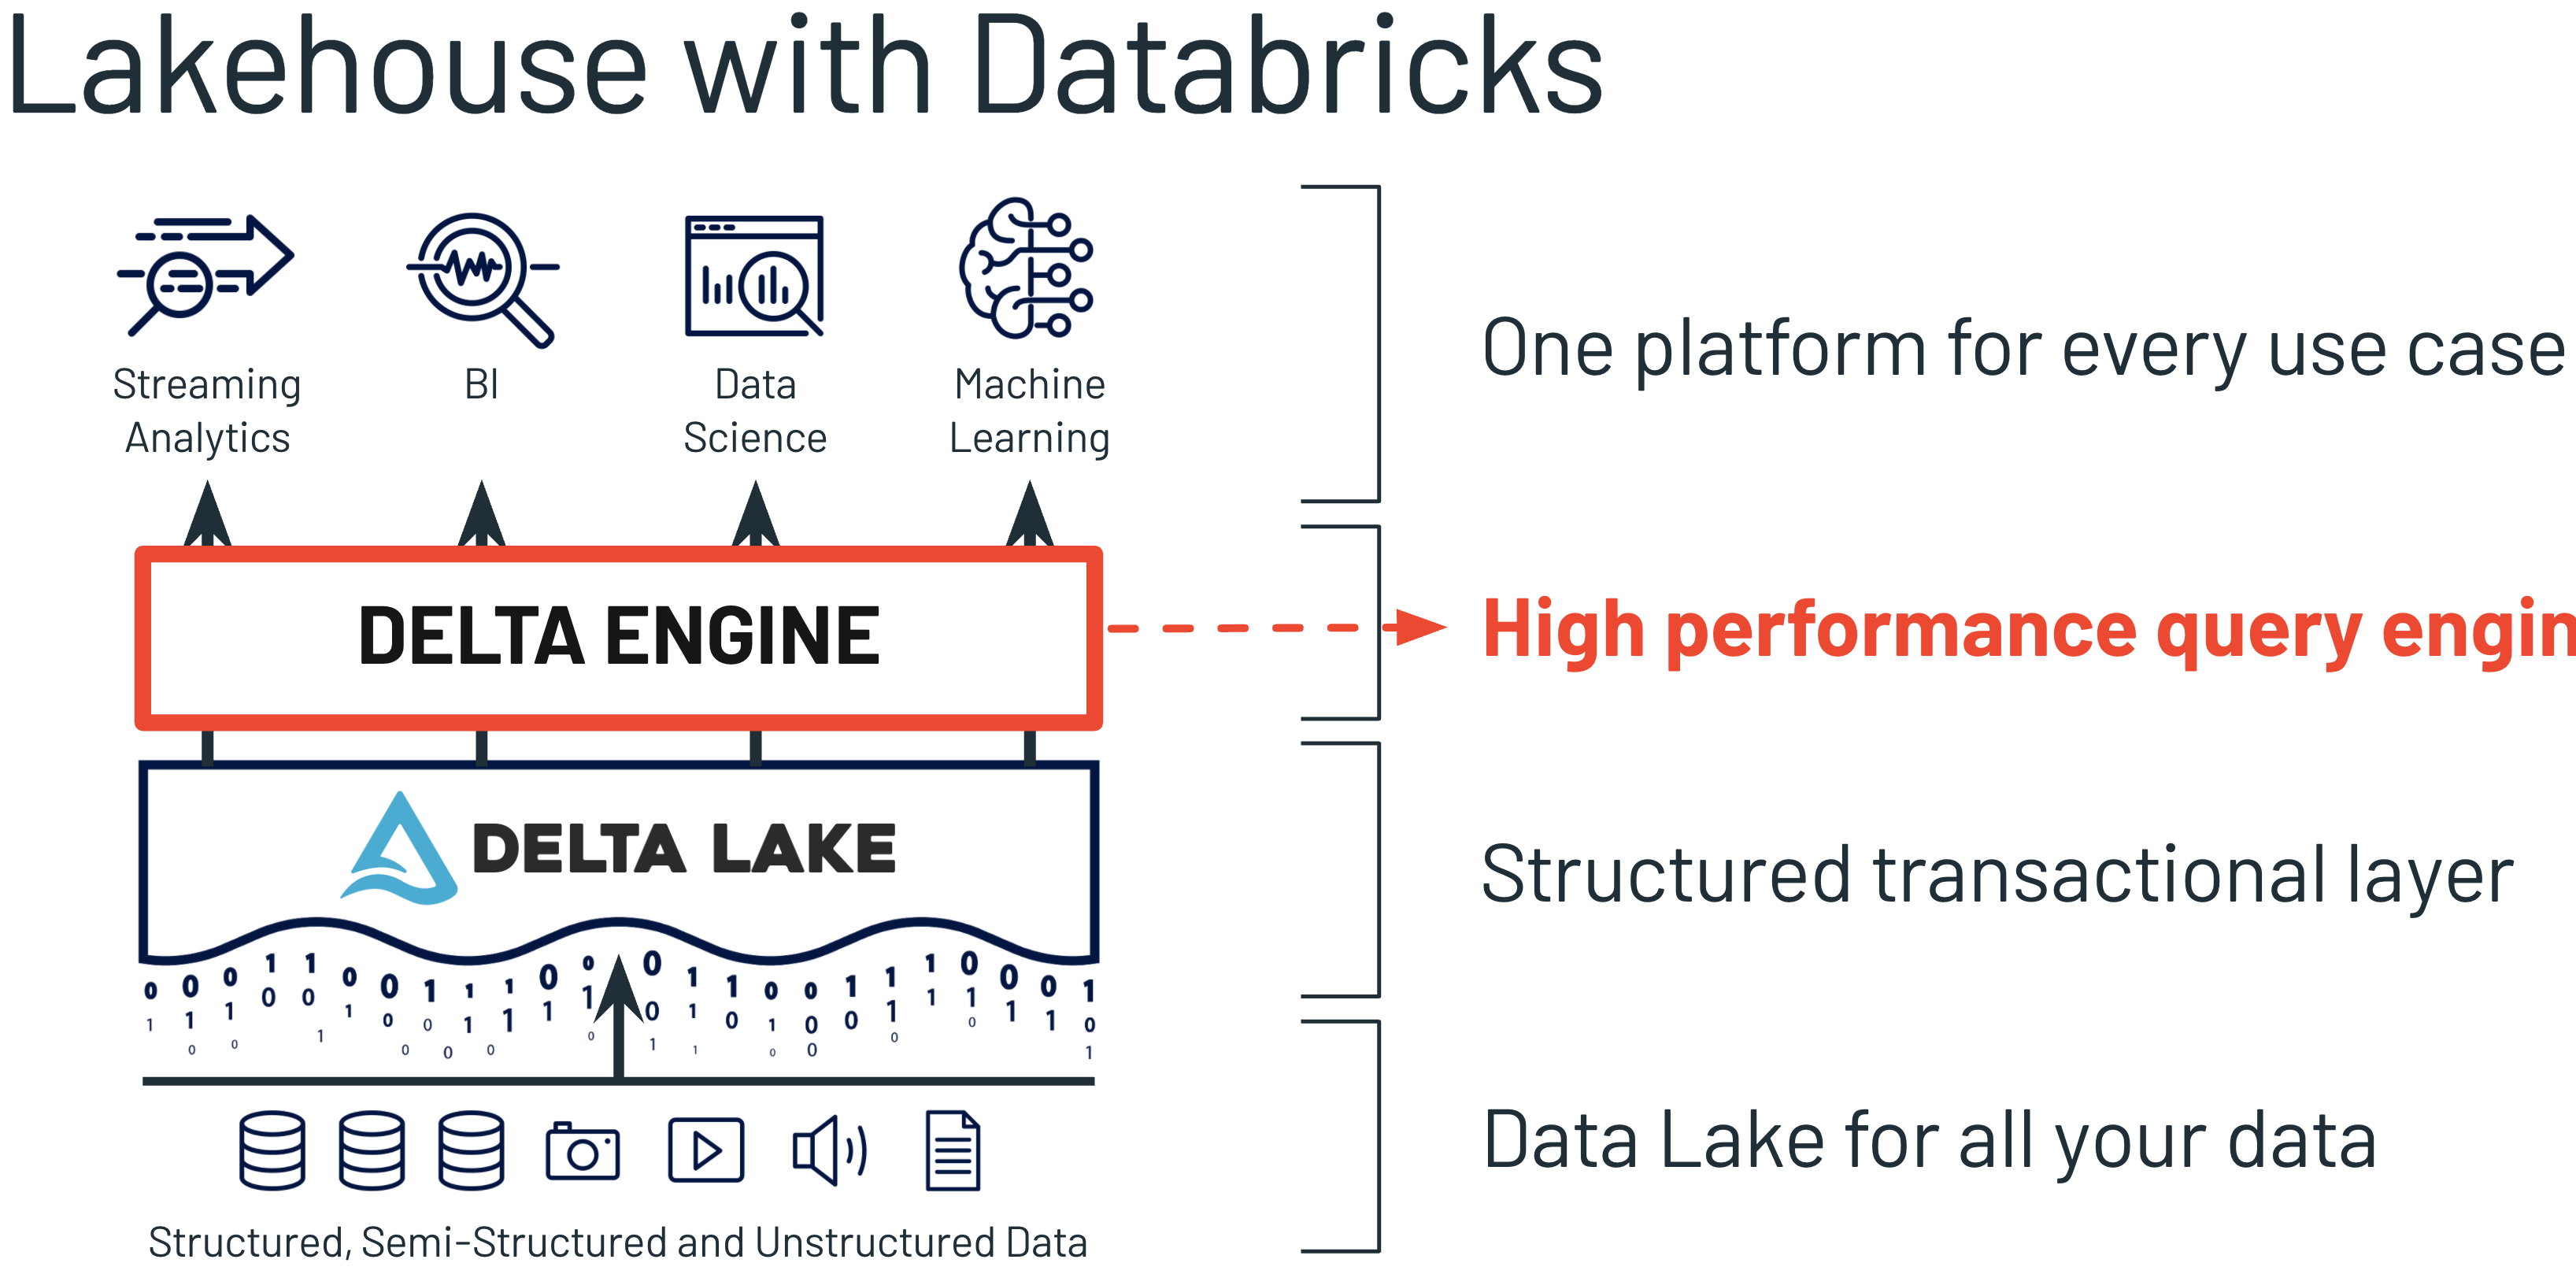 Lakehouse with Databricks
Streaming
Analytics
BI
Data
Science
Machine
Learning
One platform for every use case
DELTA ENGINE
High performance query engin
DELTA LAKE
Structured transactional layer
Data Lake for all your data
Structured, Semi-Structured and Unstructured Data